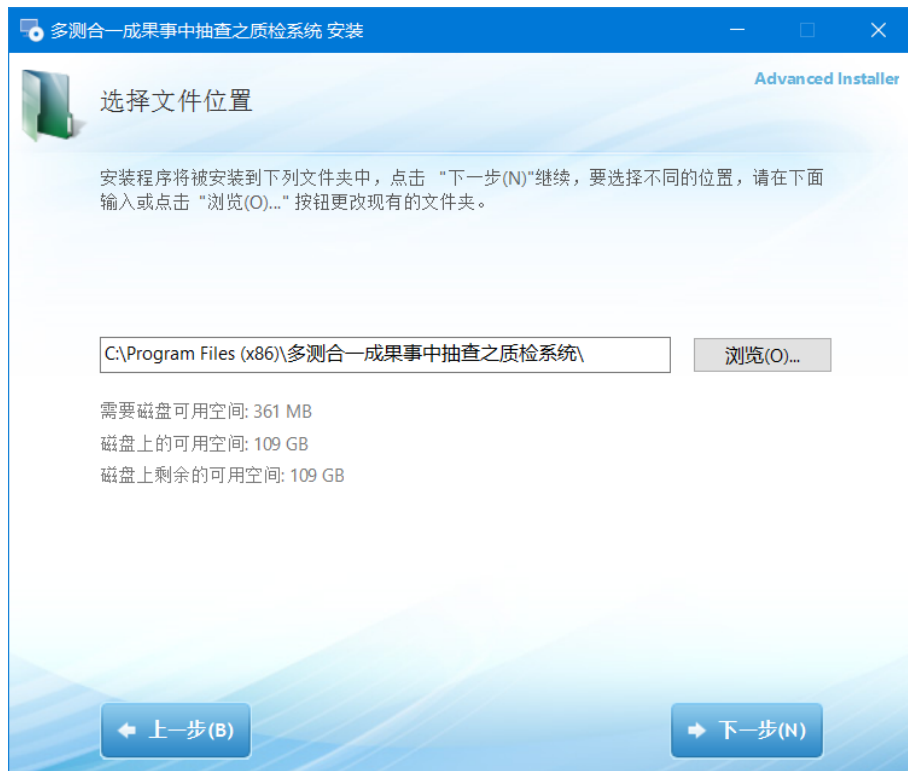 多测合一成果事中抽查之质检系统 安装
Advanced Installer
选择文件位置
安装程序将被安装到下列文件夹中，点击 "下一步(N)"继续，要选择不同的位置，请在下面
输入或点击 "浏览(O)..." 按钮更改现有的文件夹。
C:\Program Files (x86)\多测合一成果事中抽查之质检系统\
浏览(O)...
需要磁盘可用空间: 361 MB
磁盘上的可用空间: 109 GB
磁盘上剩余的可用空间: 109 GB
上一步(B)
下一步(N)